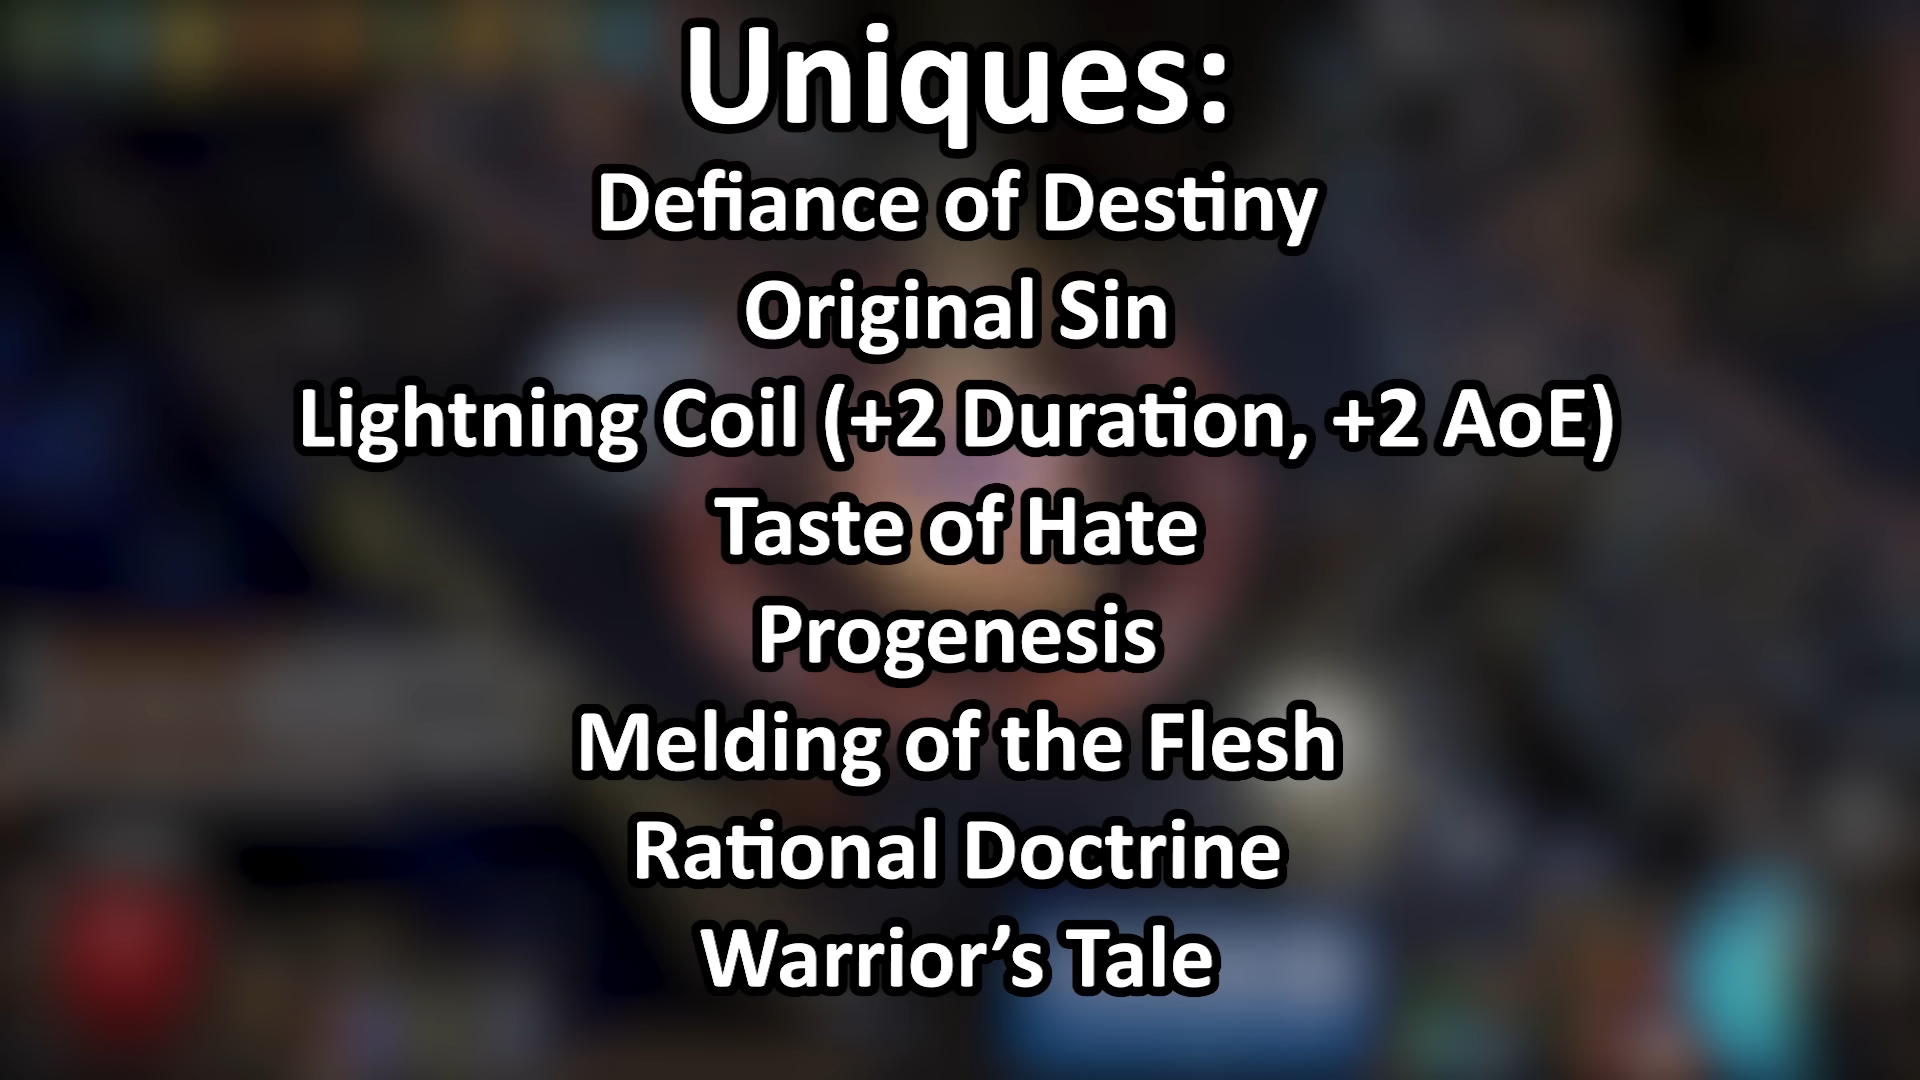 Uniques:
Defiance of Destiny
Original Sin
Lightning Coil (+2 Duration, +2 AoE)
Taste of Hate
Progenesis
Melding of the Flesh
Rational Doctrine
Warrior’s Tale